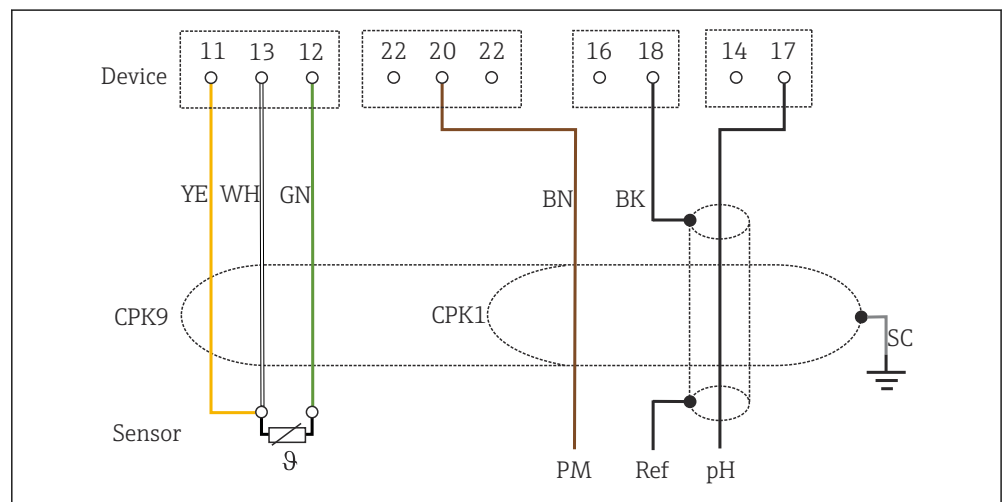 11 13 12 22 20 22 16 18 14 17
Device
YE WH GN BN BK
CPK9 CPK1
SC
Sensor
ϑ PM Ref pH